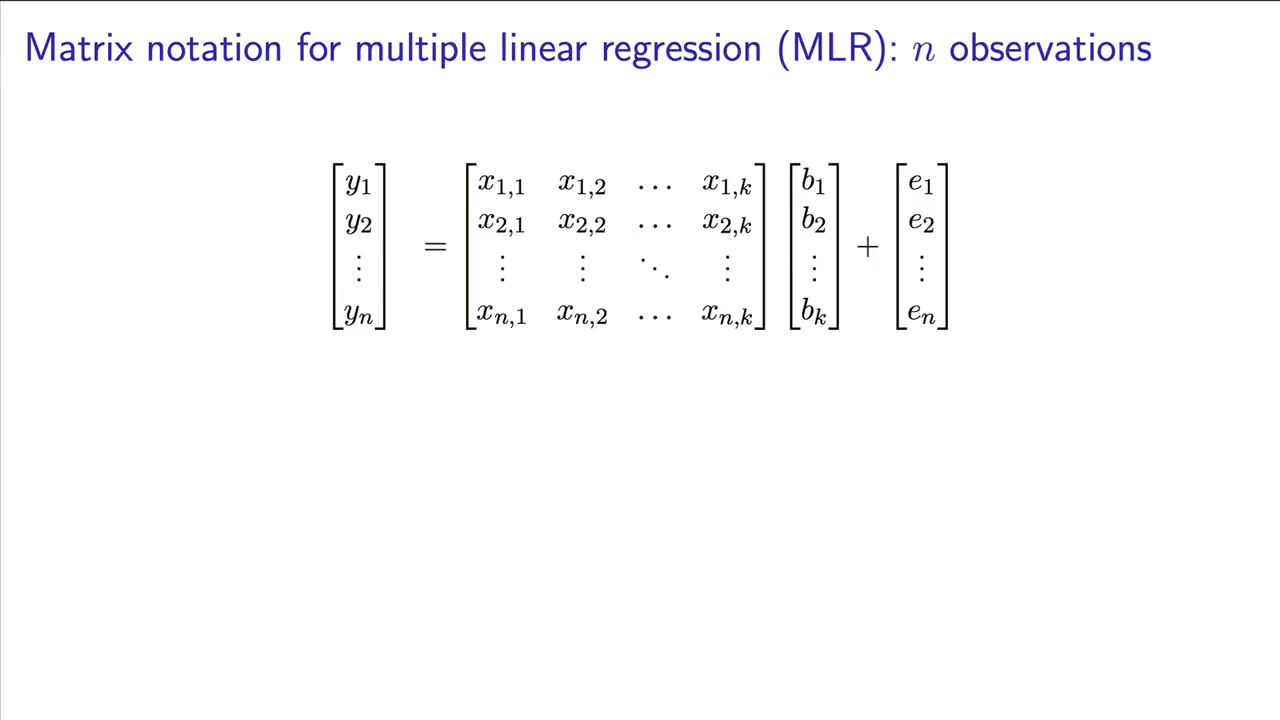 Matrix notation for multiple linear regression (MLR): n observations
[y₁ y₂ ⋮ yₙ] = [x₁,₁ x₁,₂ … x₁,ₖ; x₂,₁ x₂,₂ … x₂,ₖ; ⋮ ⋮ ⋱ ⋮; xₙ,₁ xₙ,₂ … xₙ,ₖ] [b₁ b₂ ⋮ bₖ] + [e₁ e₂ ⋮ eₙ]